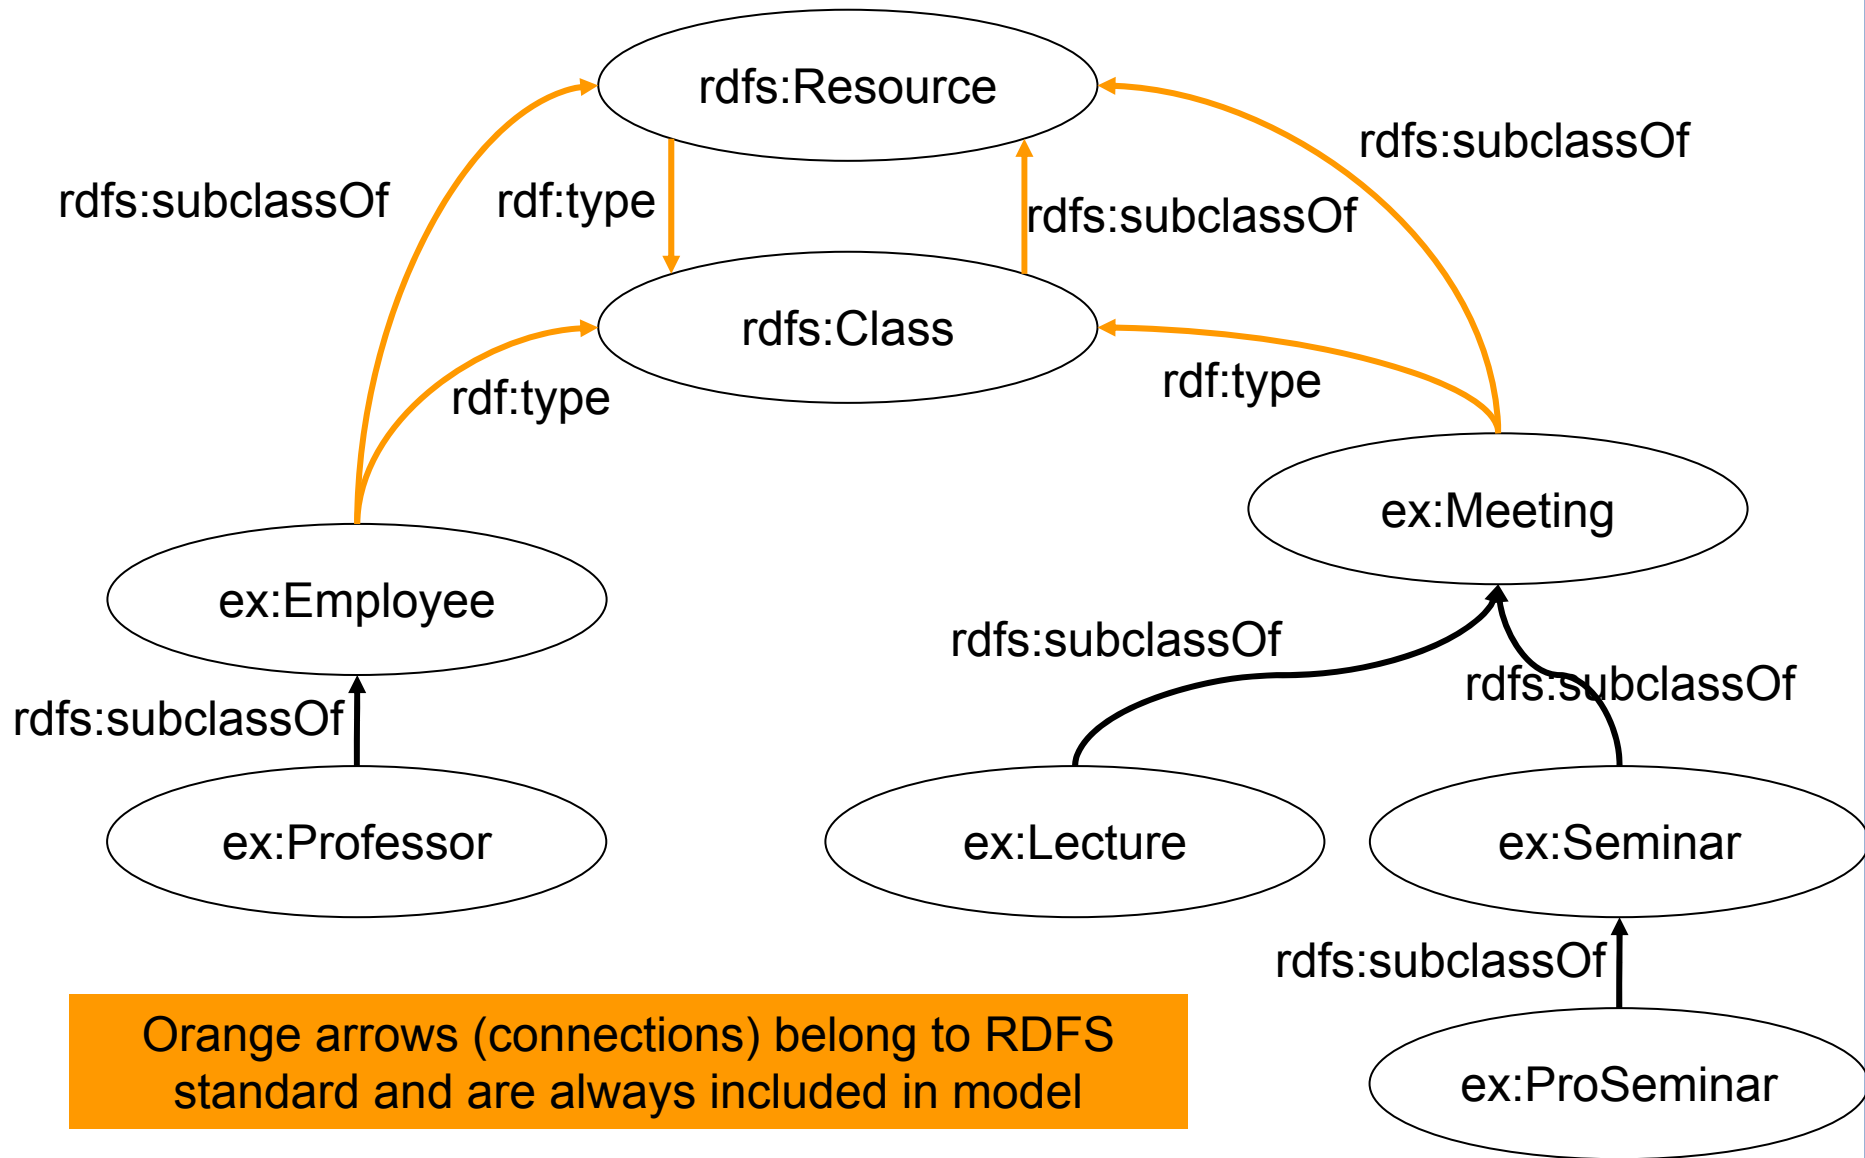 rdfs:Resource
rdfs:subclassOf
rdfs:subclassOf
rdf:type
rdfs:subclassOf
rdfs:Class
rdf:type
rdf:type
ex:Meeting
ex:Employee
rdfs:subclassOf
rdfs:subclassOf
rdfs:subclassOf
ex:Professor
ex:Lecture
ex:Seminar
rdfs:subclassOf
Orange arrows (connections) belong to RDFS
standard and are always included in model
ex:ProSeminar